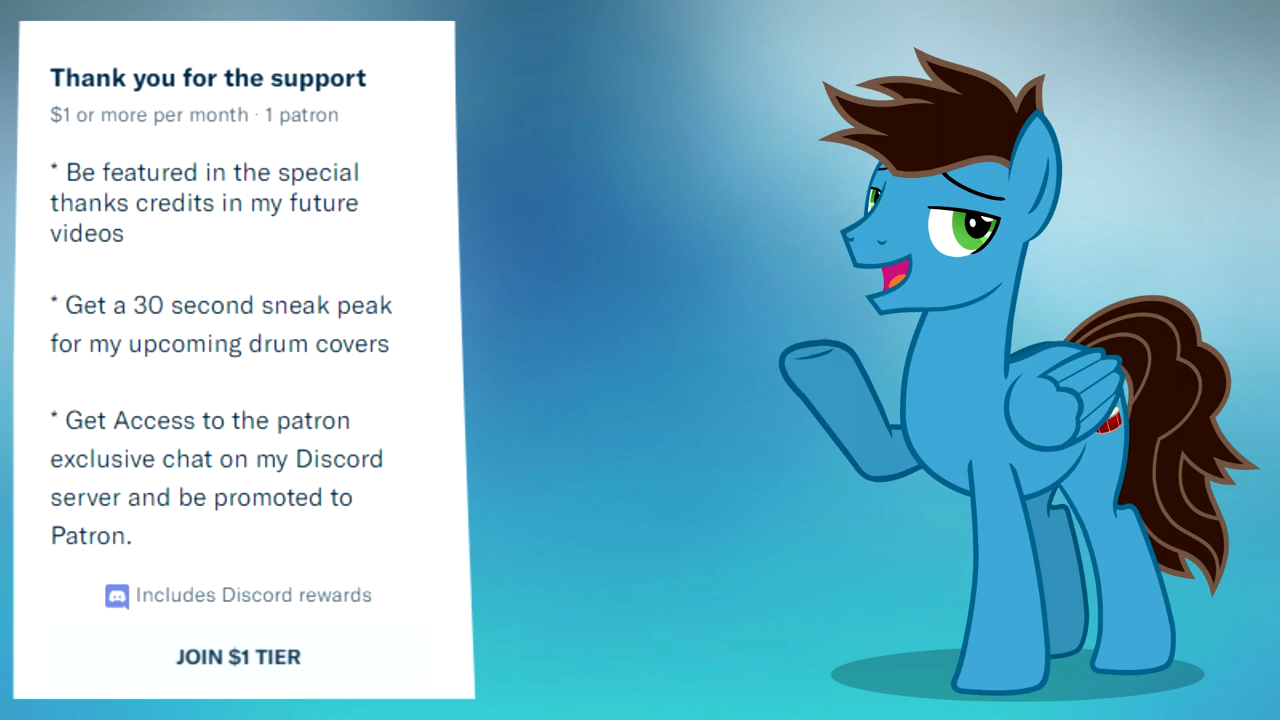 Thank you for the support
$1 or more per month · 1 patron
* Be featured in the special
thanks credits in my future
videos
* Get a 30 second sneak peak
for my upcoming drum covers
* Get Access to the patron
exclusive chat on my Discord
server and be promoted to
Patron.
Includes Discord rewards
JOIN $1 TIER